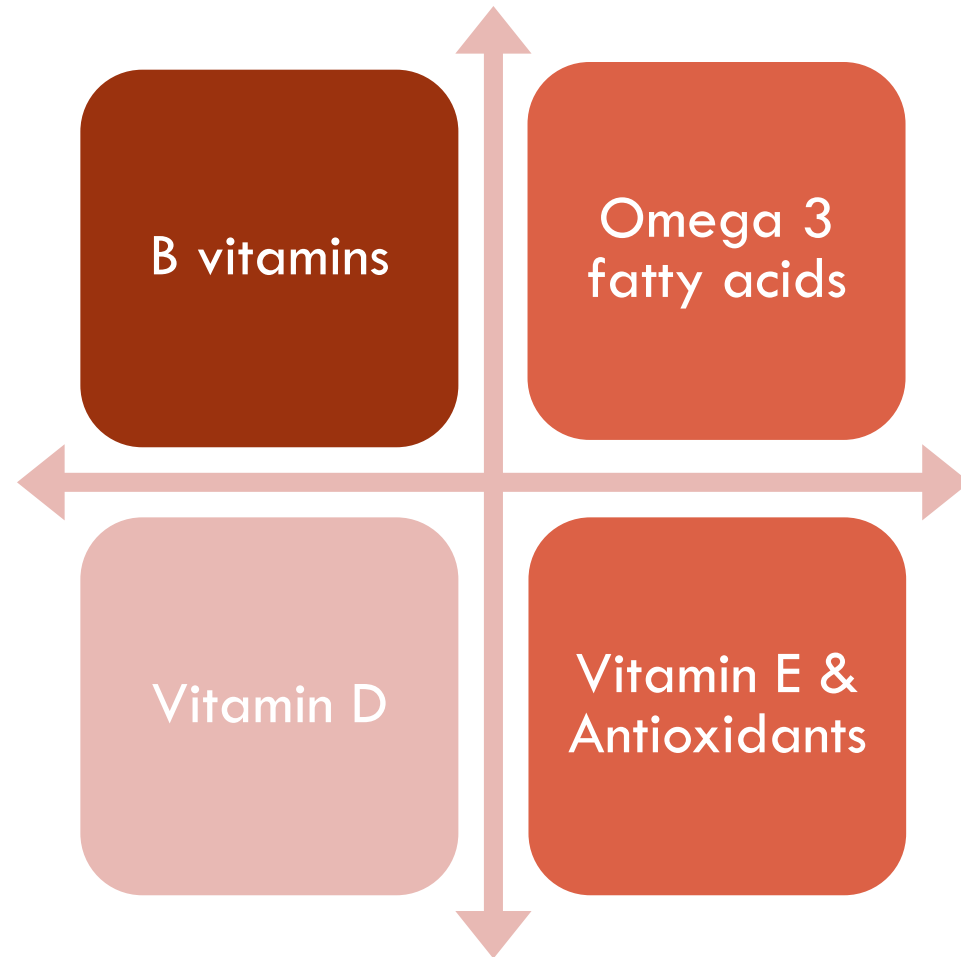 B vitamins
Omega 3
fatty acids
Vitamin D
Vitamin E &
Antioxidants